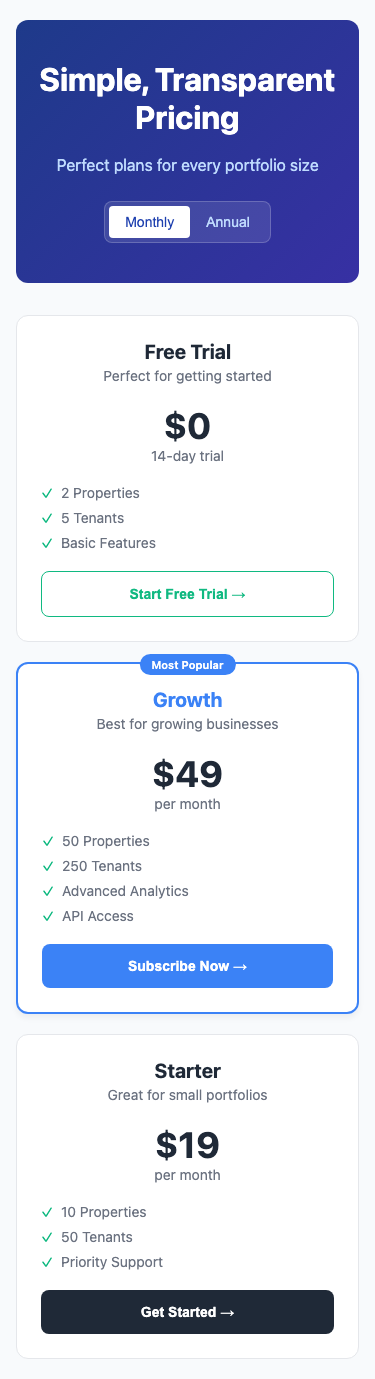 Simple, Transparent
Pricing
Perfect plans for every portfolio size
Monthly Annual
Free Trial
Perfect for getting started
$0
14-day trial
✓ 2 Properties
✓ 5 Tenants
✓ Basic Features
Start Free Trial →
Most Popular
Growth
Best for growing businesses
$49
per month
✓ 50 Properties
✓ 250 Tenants
✓ Advanced Analytics
✓ API Access
Subscribe Now →
Starter
Great for small portfolios
$19
per month
✓ 10 Properties
✓ 50 Tenants
✓ Priority Support
Get Started →